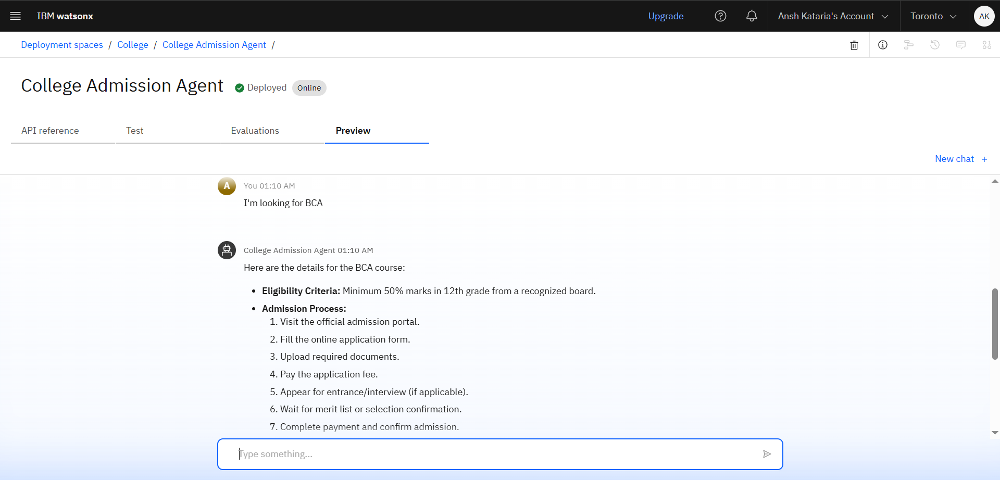 IBM watsonx
Upgrade
Ansh Kataria's Account
Toronto
AK
Deployment spaces / College / College Admission Agent /
College Admission Agent
Deployed
Online
API reference
Test
Evaluations
Preview
New chat +
A
You 01:10 AM
I'm looking for BCA
College Admission Agent 01:10 AM
Here are the details for the BCA course:
• Eligibility Criteria: Minimum 50% marks in 12th grade from a recognized board.
• Admission Process:
1. Visit the official admission portal.
2. Fill the online application form.
3. Upload required documents.
4. Pay the application fee.
5. Appear for entrance/interview (if applicable).
6. Wait for merit list or selection confirmation.
7. Complete payment and confirm admission.
Type something...